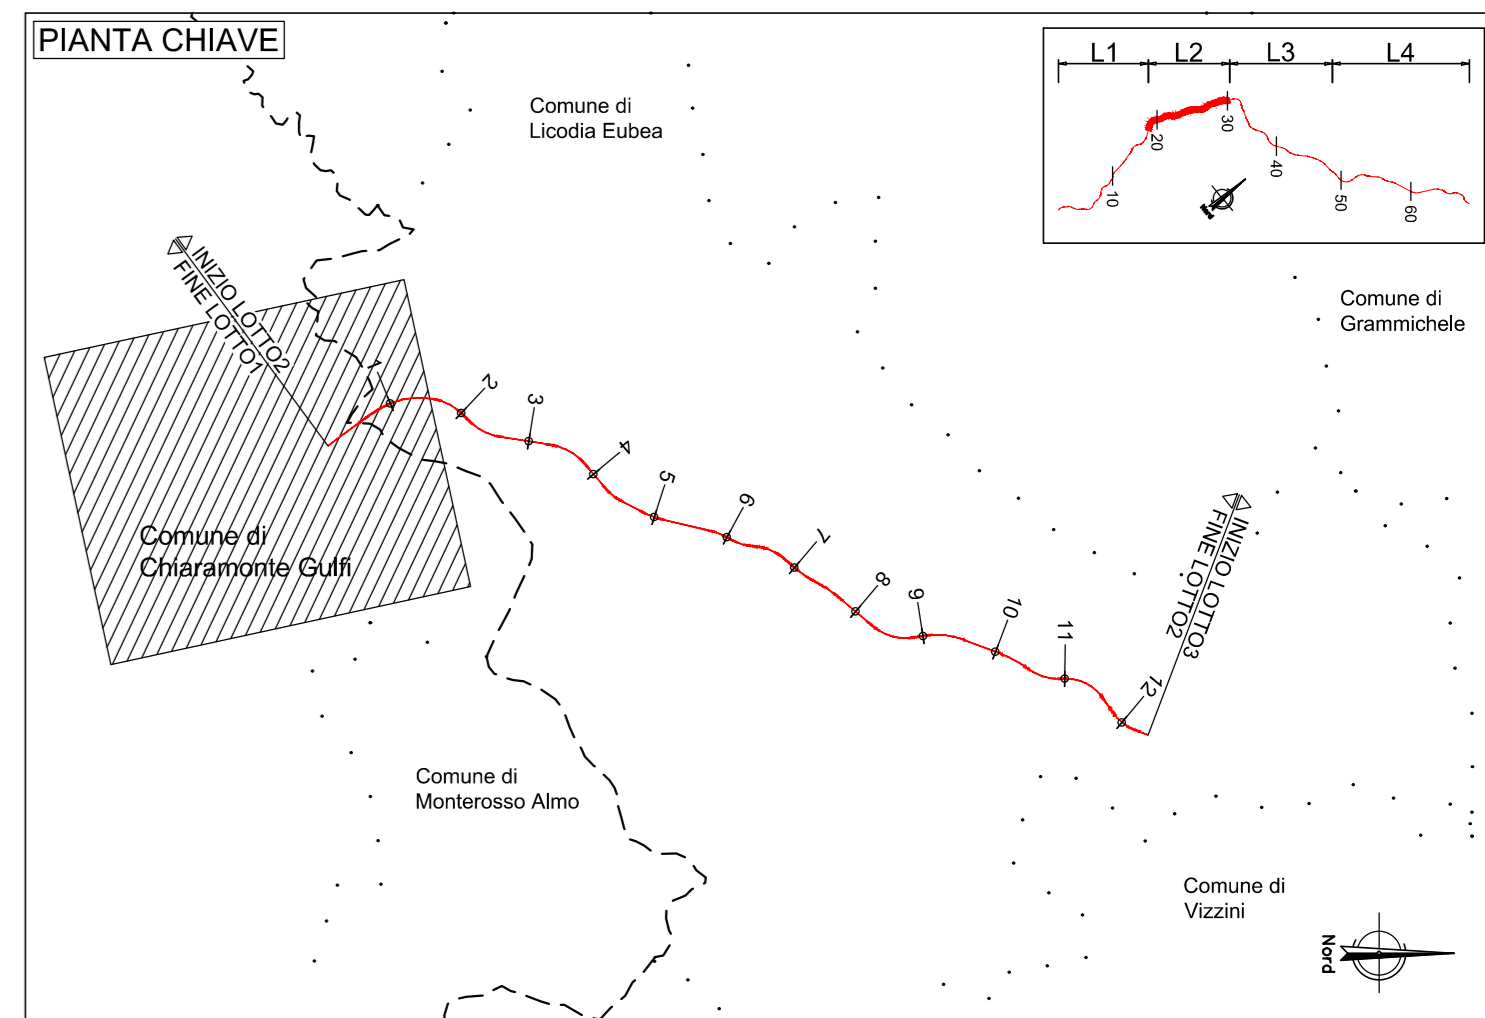 PIANTA CHIAVE
L1 L2 L3 L4
10
20
30
40
50
60
Comune di
Licodia Eubea
Comune di
Grammichele
INIZIO LOTTO2
FINE LOTTO1
1
2
3
4
5
6
7
8
9
10
11
12
INIZIO LOTTO3
FINE LOTTO2
Comune di
Chiaramonte Gulfi
Comune di
Monterosso Almo
Comune di
Vizzini
Nord